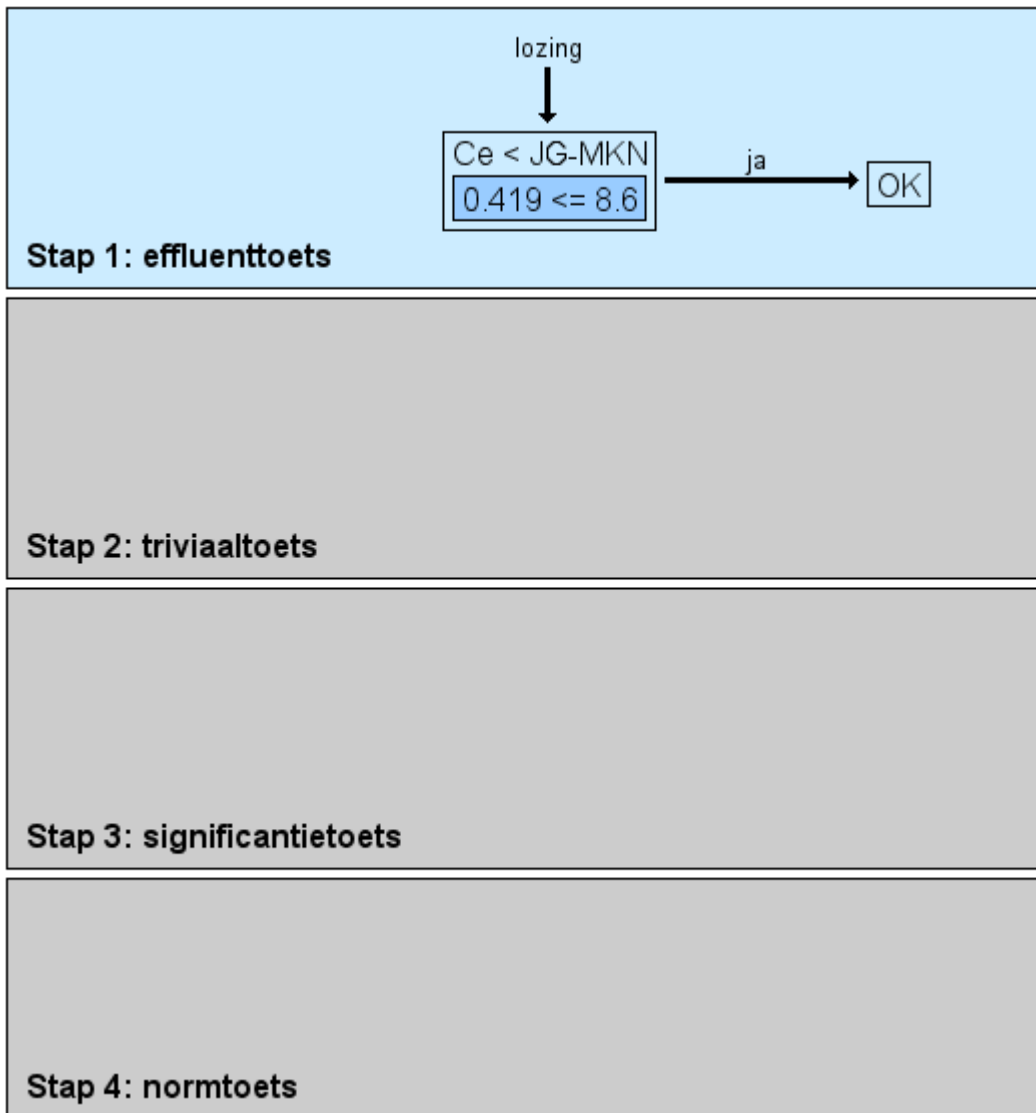 lozing
Ce < JG-MKN
0.419 <= 8.6
ja
OK
Stap 1: effluenttoets
Stap 2: triviaaltoets
Stap 3: significantietoets
Stap 4: normtoets